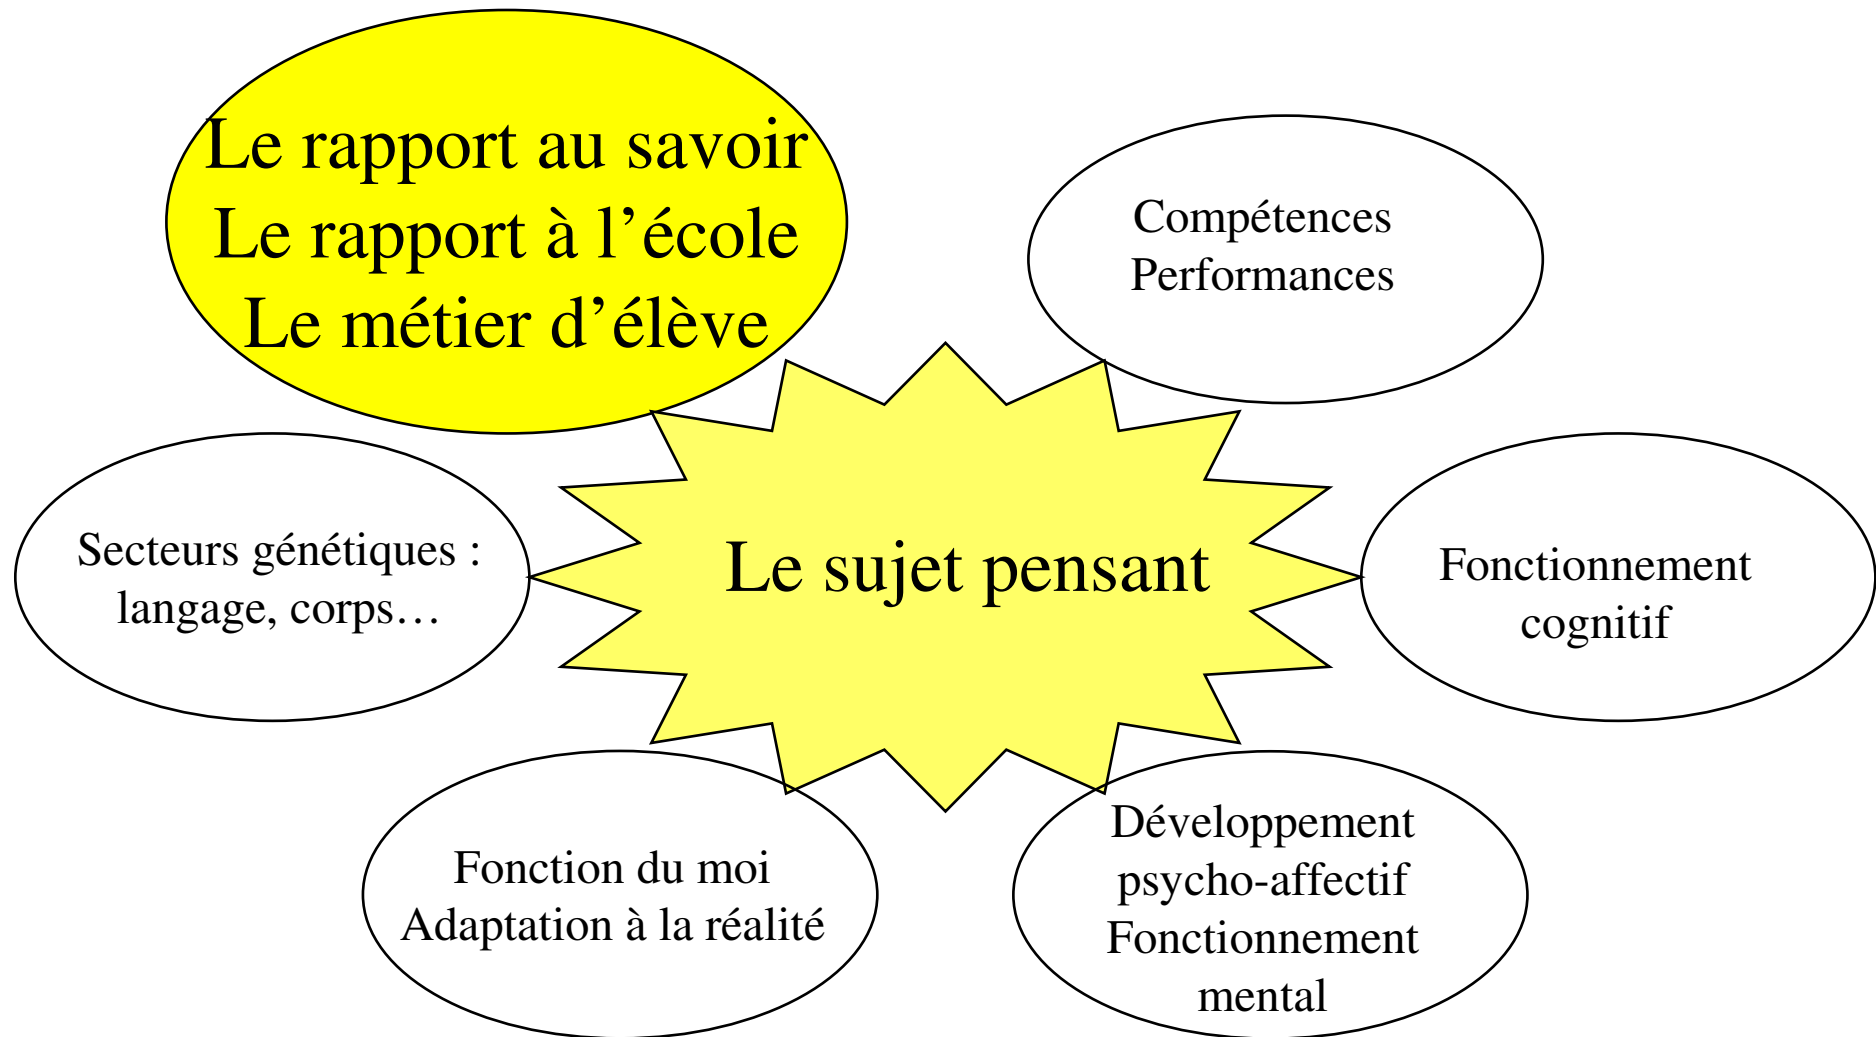 Le rapport au savoir
Le rapport à l’école
Le métier d’élève
Compétences
Performances
Secteurs génétiques :
langage, corps…
Le sujet pensant
Fonctionnement
cognitif
Fonction du moi
Adaptation à la réalité
Développement
psycho-affectif
Fonctionnement
mental